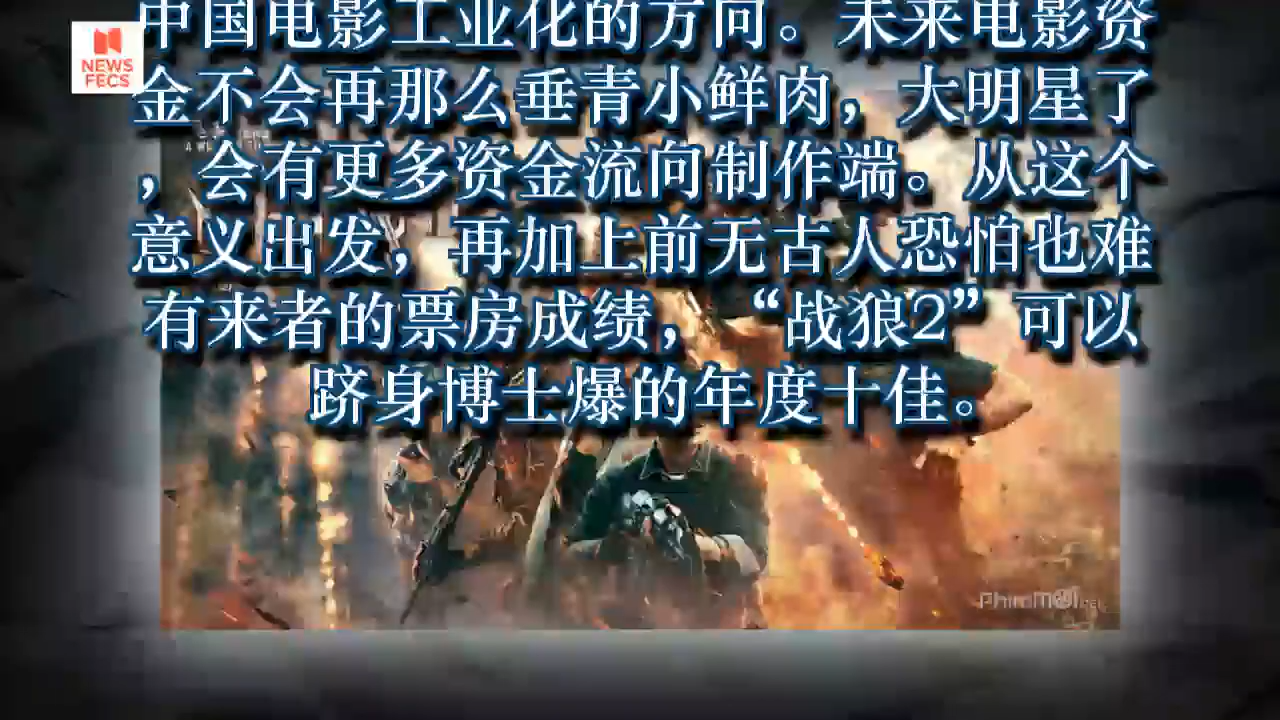 NEWS
FECS
中国电影工业化的方向。未来电影资
金不会再那么垂青小鲜肉，大明星了
，会有更多资金流向制作端。从这个
意义出发，再加上前无古人恐怕也难
有来者的票房成绩，“战狼2”可以
跻身博士爆的年度十佳。
phimmoi.net